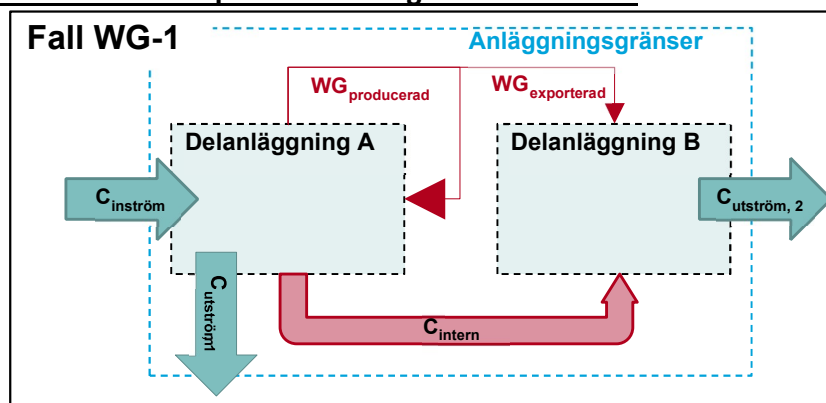 Fall WG-1
Anläggningsgränser
WGproducerad
WGexporterad
Delanläggning A
Delanläggning B
Cinström
Cutström, 2
Cutström1
Cintern